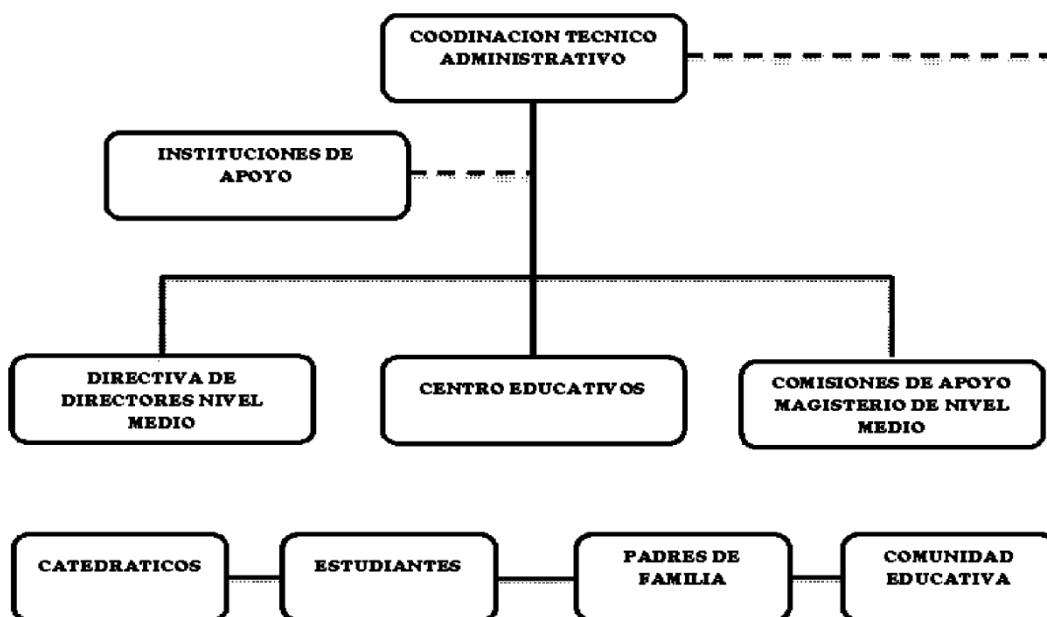 COODINACION TECNICO
ADMINISTRATIVO
INSTITUCIONES DE
APOYO
DIRECTIVA DE
DIRECTORES NIVEL
MEDIO
CENTRO EDUCATIVOS
COMISIONES DE APOYO
MAGISTERIO DE NIVEL
MEDIO
CATEDRATICOS
ESTUDIANTES
PADRES DE
FAMILIA
COMUNIDAD
EDUCATIVA